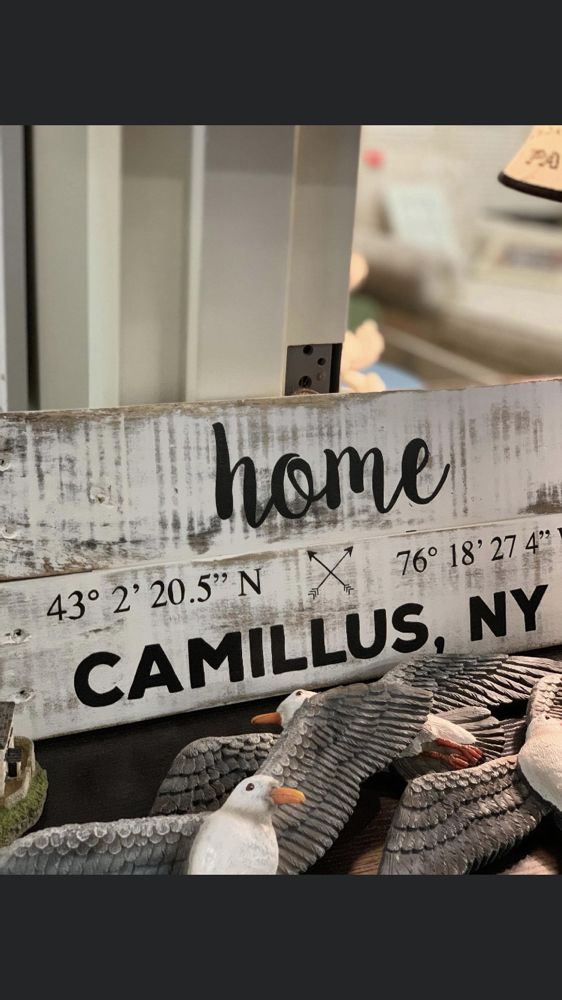 home
43° 2’ 20.5” N
76° 18’ 27 4”
CAMILLUS, NY